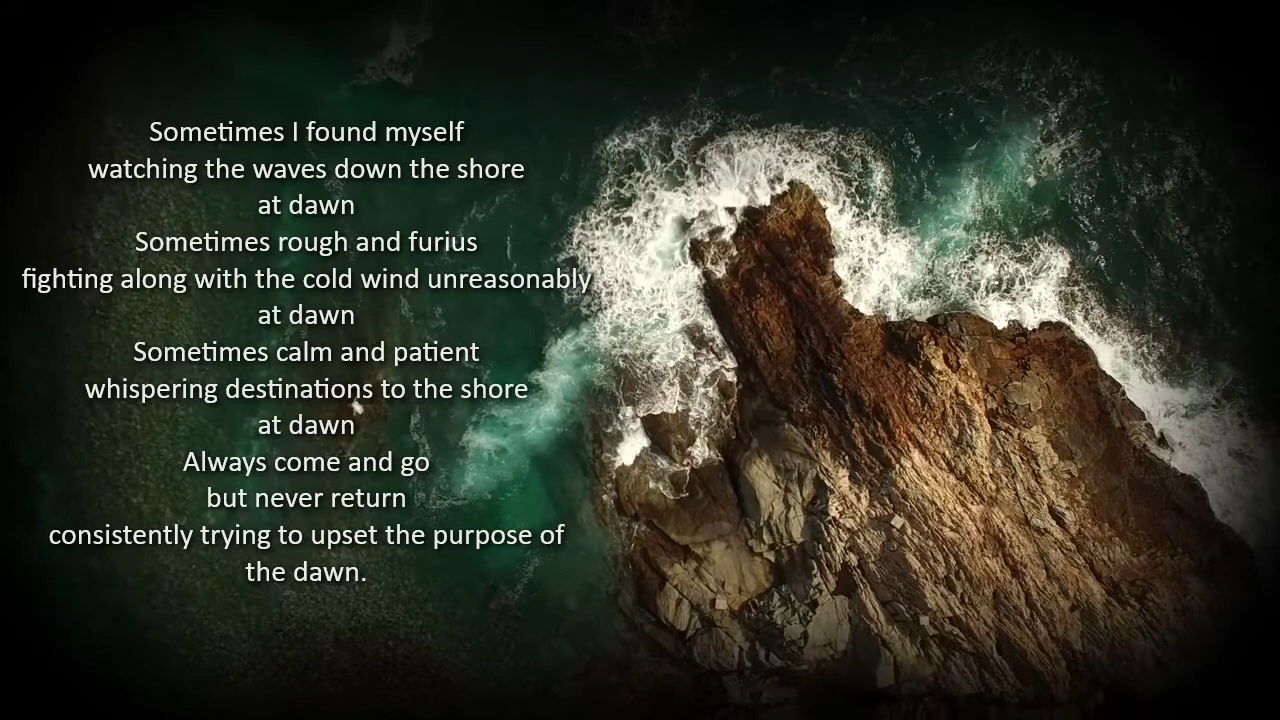 Sometimes I found myself
watching the waves down the shore
at dawn
Sometimes rough and furius
fighting along with the cold wind unreasonably
at dawn
Sometimes calm and patient
whispering destinations to the shore
at dawn
Always come and go
but never return
consistently trying to upset the purpose of
the dawn.